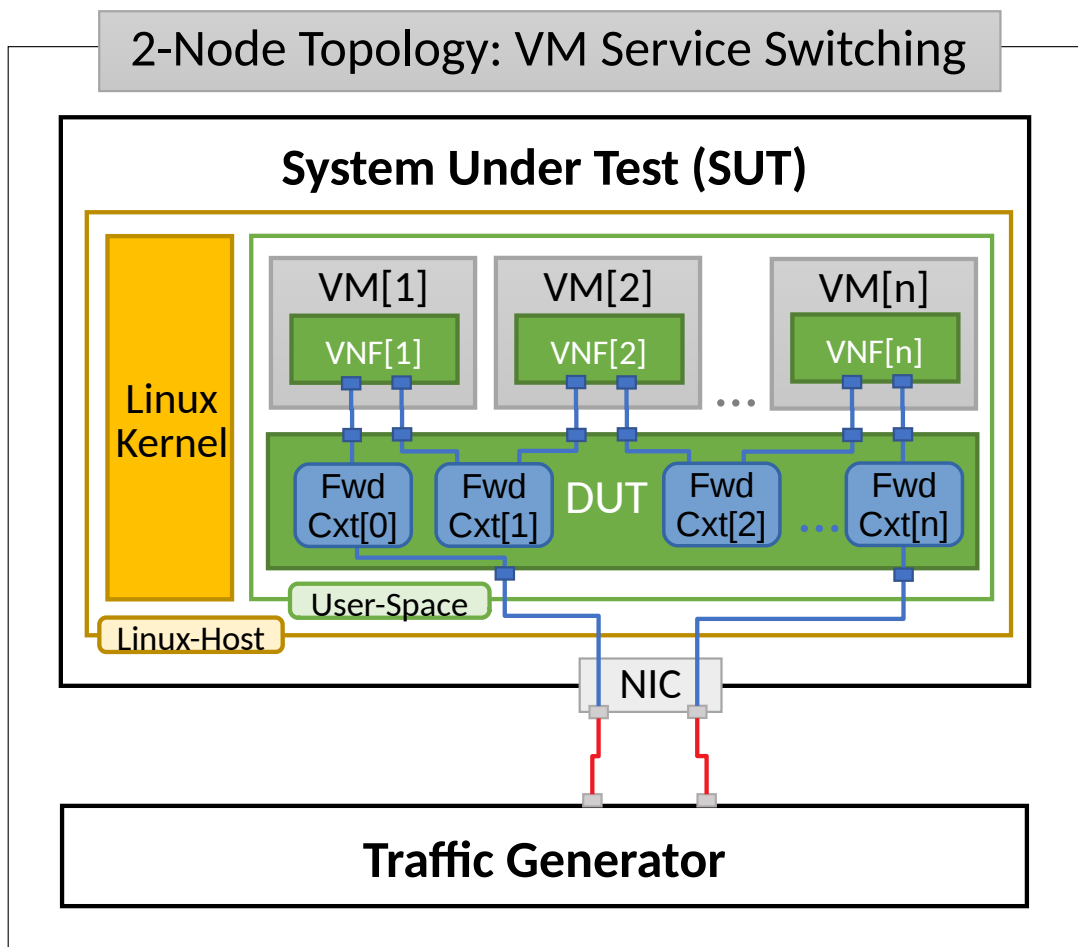 2-Node Topology: VM Service Switching
System Under Test (SUT)
VM[1]
VM[2]
VM[n]
VNF[1]
VNF[2]
VNF[n]
...
Linux
Kernel
Fwd
Cxt[0]
Fwd
Cxt[1]
DUT
Fwd
Cxt[2]
...
Fwd
Cxt[n]
User-Space
Linux-Host
NIC
Traffic Generator